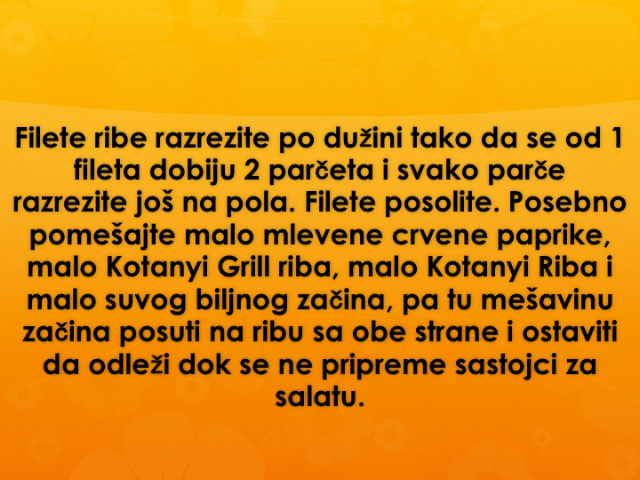 Filete ribe razrezite po dužini tako da se od 1
fileta dobiju 2 parčeta i svako parče
razrezite još na pola. Filete posolite. Posebno
pomešajte malo mlevene crvene paprike,
malo Kotanyi Grill riba, malo Kotanyi Riba i
malo suvog biljnog začina, pa tu mešavinu
začina posuti na ribu sa obe strane i ostaviti
da odleži dok se ne pripreme sastojci za
salatu.